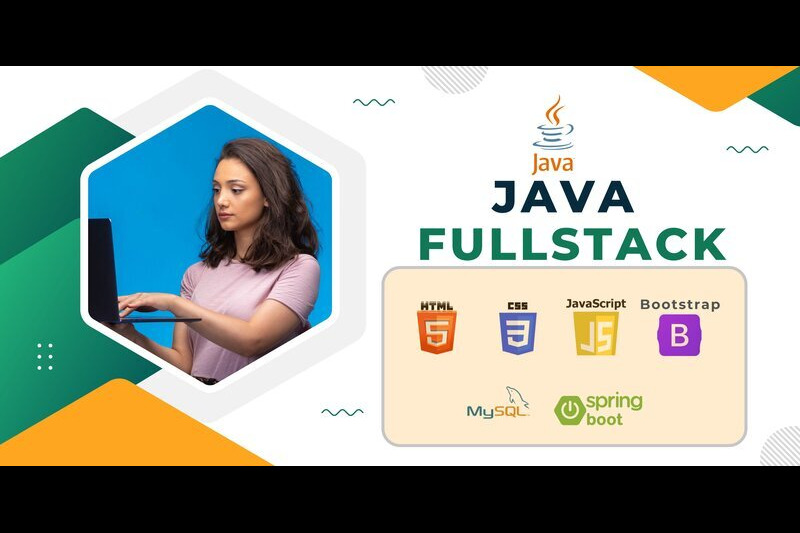 Java
JAVA
FULLSTACK
HTML
5
CSS
3
JavaScript
JS
Bootstrap
B
MySQL
spring
boot